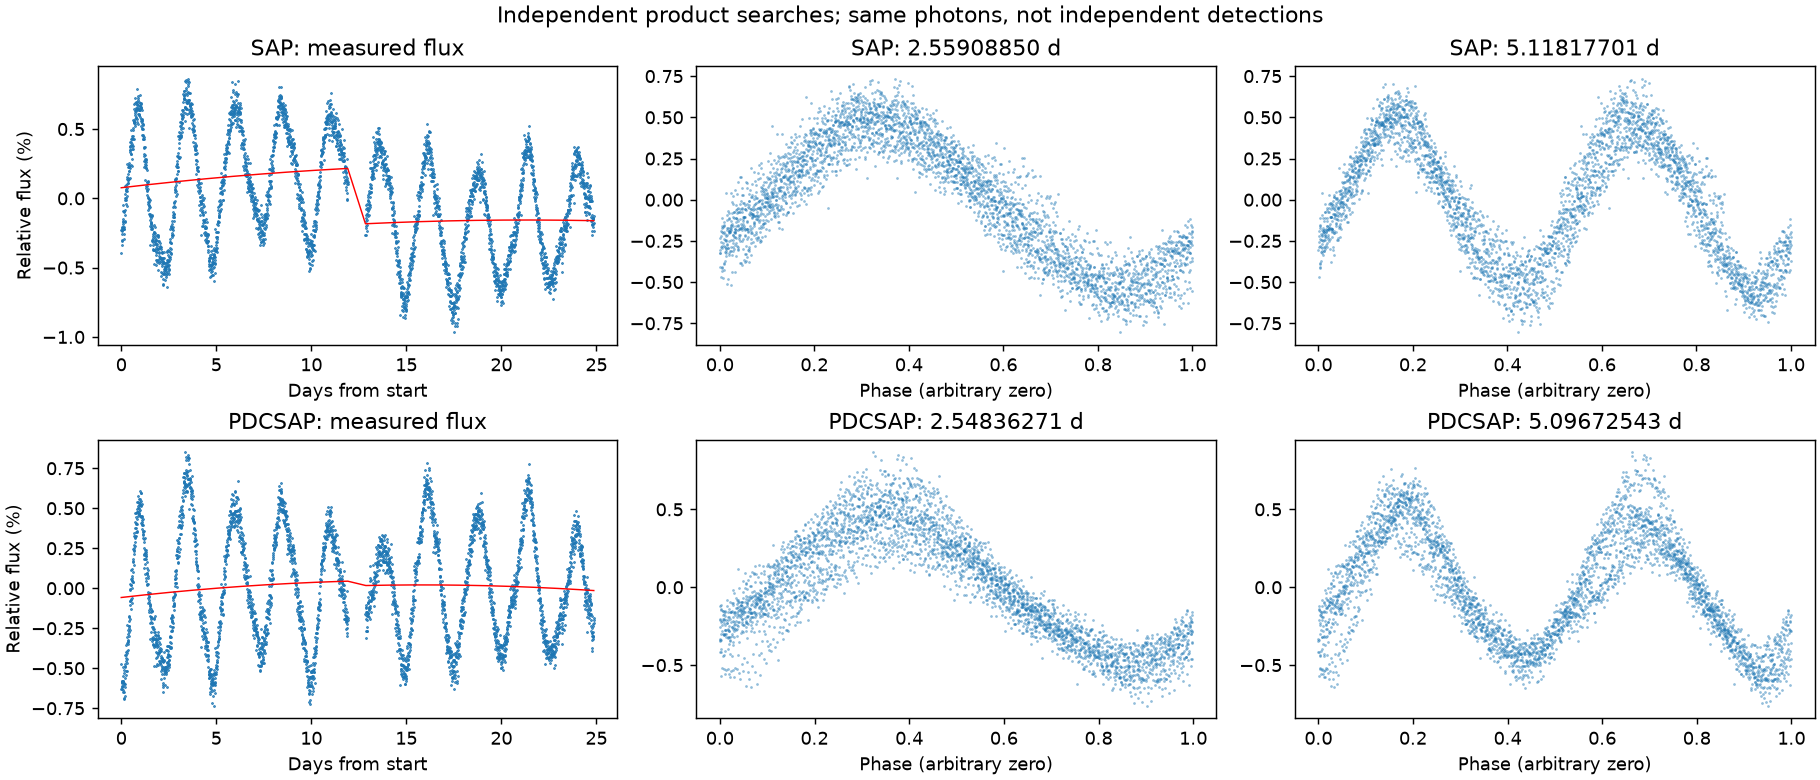 Independent product searches; same photons, not independent detections
SAP: measured flux
Relative flux (%)
0.5
0.0
−0.5
−1.0
0 5 10 15 20 25
Days from start
SAP: 2.55908850 d
0.75
0.50
0.25
0.00
−0.25
−0.50
−0.75
0.0 0.2 0.4 0.6 0.8 1.0
Phase (arbitrary zero)
SAP: 5.11817701 d
0.75
0.50
0.25
0.00
−0.25
−0.50
−0.75
0.0 0.2 0.4 0.6 0.8 1.0
Phase (arbitrary zero)
PDCSAP: measured flux
Relative flux (%)
0.75
0.50
0.25
0.00
−0.25
−0.50
−0.75
0 5 10 15 20 25
Days from start
PDCSAP: 2.54836271 d
0.5
0.0
−0.5
0.0 0.2 0.4 0.6 0.8 1.0
Phase (arbitrary zero)
PDCSAP: 5.09672543 d
0.5
0.0
−0.5
0.0 0.2 0.4 0.6 0.8 1.0
Phase (arbitrary zero)